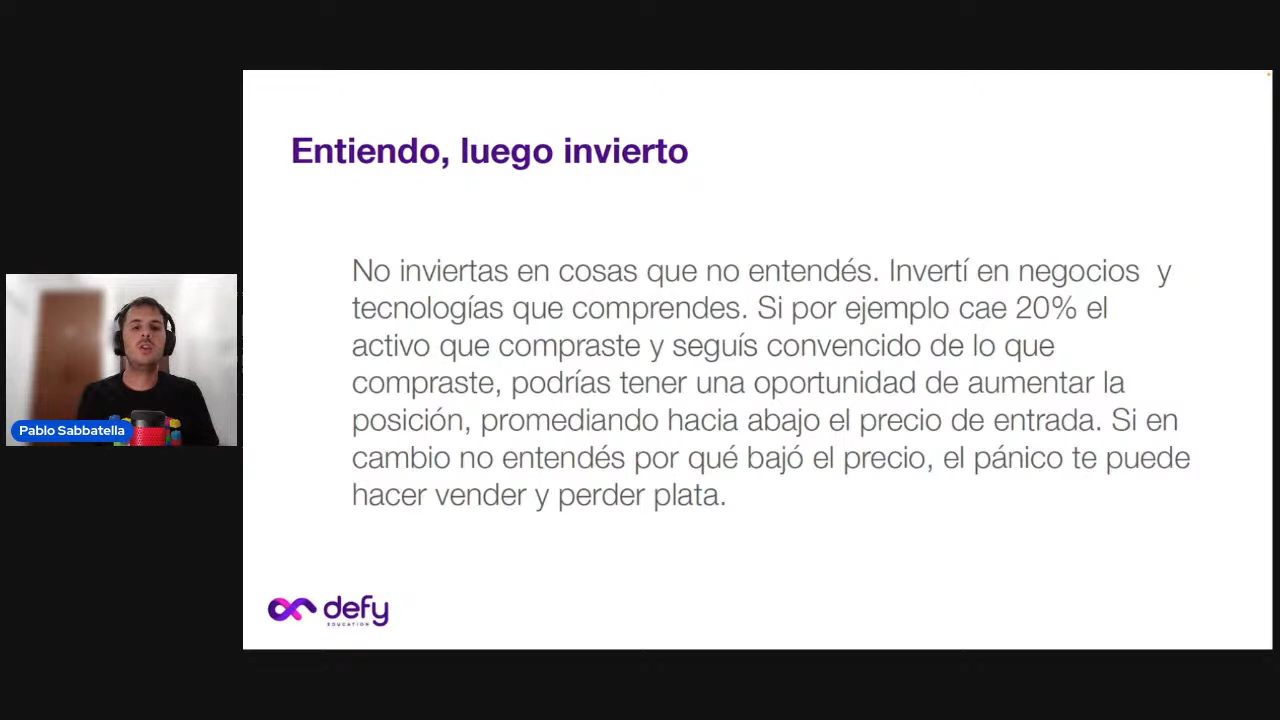 Entiendo, luego invierto
No inviertas en cosas que no entendés. Invertí en negocios y
tecnologías que comprendes. Si por ejemplo cae 20% el
activo que compraste y seguís convencido de lo que
compraste, podrías tener una oportunidad de aumentar la
posición, promediando hacia abajo el precio de entrada. Si en
cambio no entendés por qué bajó el precio, el pánico te puede
hacer vender y perder plata.
Pablo Sabbatella
defy
EDUCATION